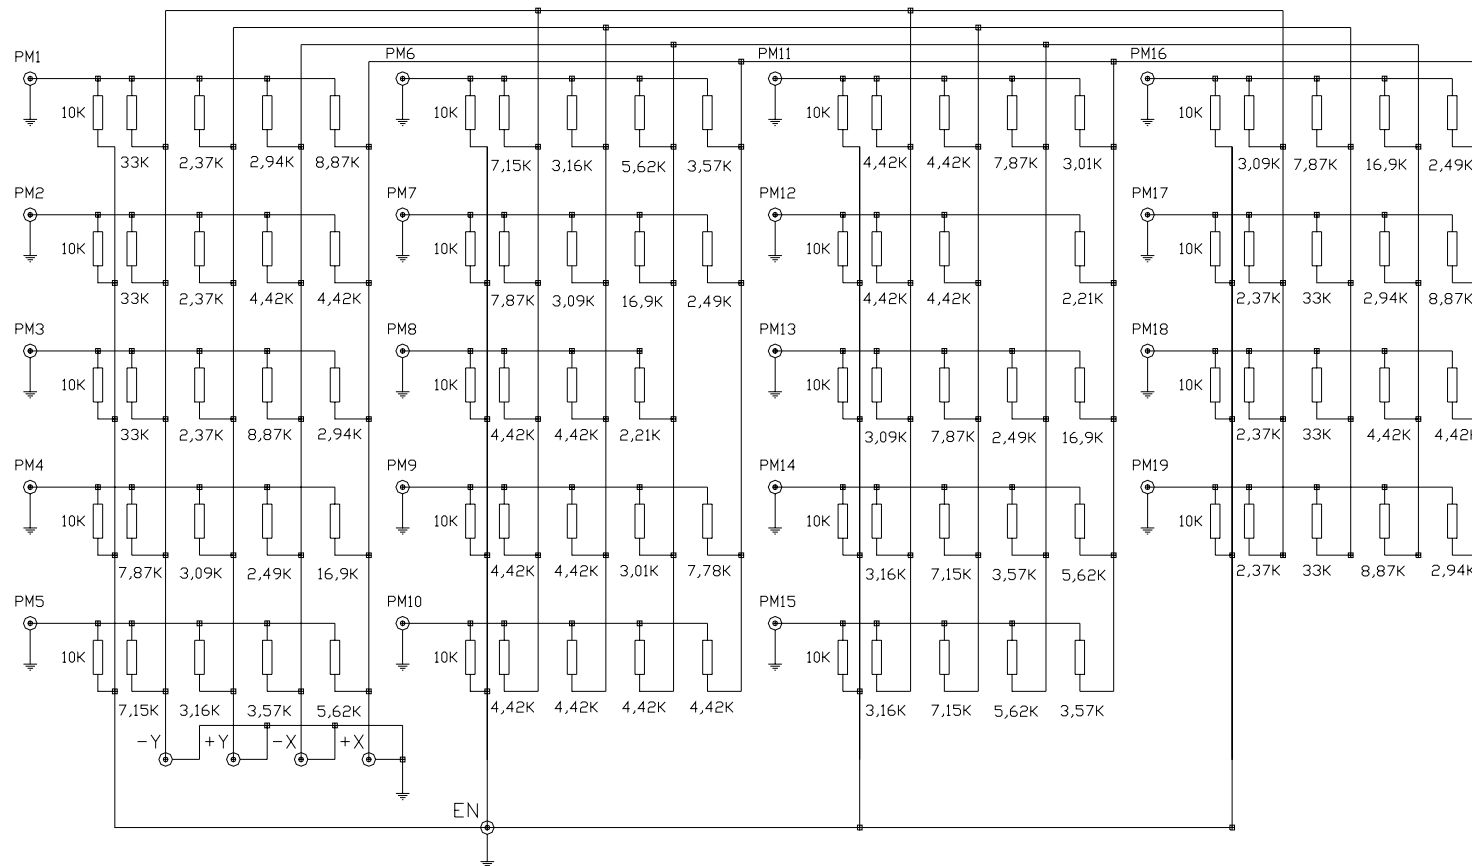 PM1 PM6 PM11 PM16
10K 10K 10K 10K
33K 2,37K 2,94K 8,87K 7,15K 3,16K 5,62K 3,57K 4,42K 4,42K 7,87K 3,01K 3,09K 7,87K 16,9K 2,49K
PM2 PM7 PM12 PM17
10K 10K 10K 10K
33K 2,37K 4,42K 4,42K 7,87K 3,09K 16,9K 2,49K 4,42K 4,42K 2,21K 2,37K 33K 2,94K 8,87K
PM3 PM8 PM13 PM18
10K 10K 10K 10K
33K 2,37K 8,87K 2,94K 4,42K 4,42K 2,21K 3,09K 7,87K 2,49K 16,9K 2,37K 33K 4,42K 4,42K
PM4 PM9 PM14 PM19
10K 10K 10K 10K
7,87K 3,09K 2,49K 16,9K 4,42K 4,42K 3,01K 7,78K 3,16K 7,15K 3,57K 5,62K 2,37K 33K 8,87K 2,94K
PM5 PM10 PM15
10K 10K 10K
7,15K 3,16K 3,57K 5,62K 4,42K 4,42K 4,42K 4,42K 3,16K 7,15K 5,62K 3,57K
-Y +Y -X +X
EN